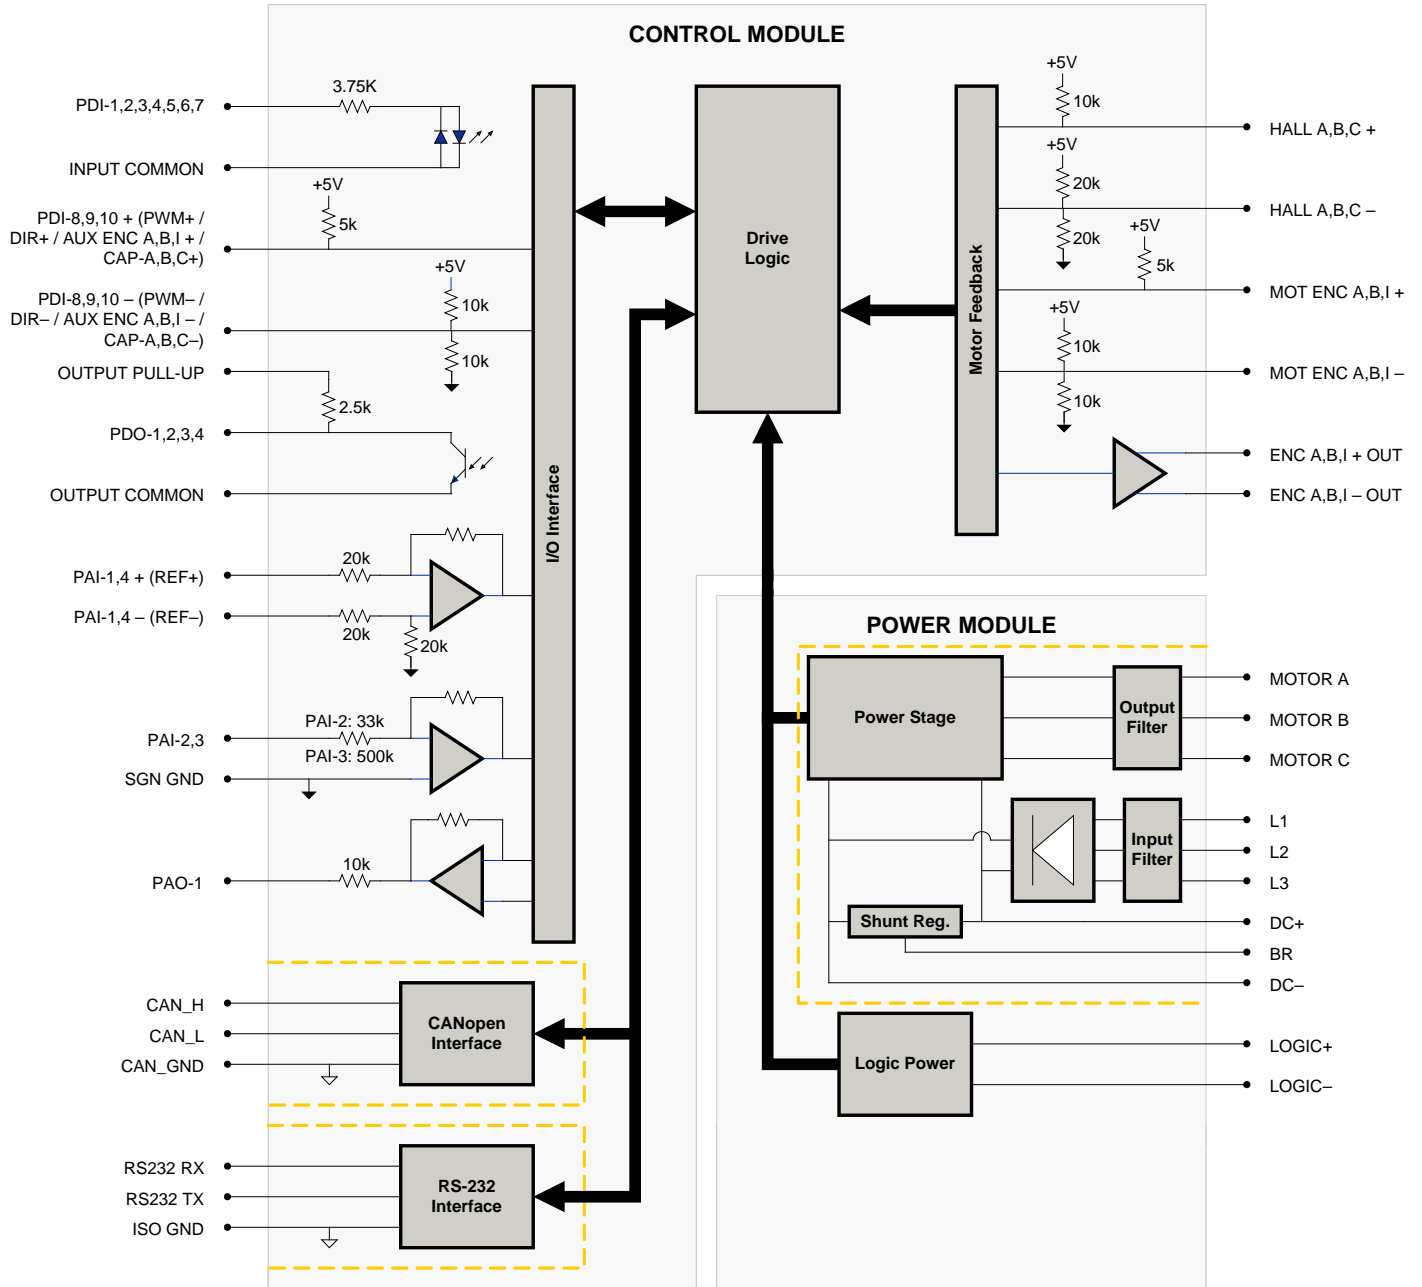 CONTROL MODULE
PDI-1,2,3,4,5,6,7
3.75K
INPUT COMMON
+5V
5k
PDI-8,9,10 + (PWM+ /
DIR+ / AUX ENC A,B,I + /
CAP-A,B,C+)
+5V
10k
10k
PDI-8,9,10 – (PWM– /
DIR– / AUX ENC A,B,I – /
CAP-A,B,C–)
OUTPUT PULL-UP
2.5k
PDO-1,2,3,4
OUTPUT COMMON
PAI-1,4 + (REF+)
20k
PAI-1,4 – (REF–)
20k
20k
PAI-2: 33k
PAI-2,3
PAI-3: 500k
SGN GND
10k
PAO-1
I/O Interface
Drive
Logic
Motor Feedback
+5V
10k
HALL A,B,C +
+5V
20k
HALL A,B,C –
20k
+5V
5k
MOT ENC A,B,I +
+5V
10k
MOT ENC A,B,I –
10k
ENC A,B,I + OUT
ENC A,B,I – OUT
CAN_H
CAN_L
CAN_GND
CANopen
Interface
RS232 RX
RS232 TX
ISO GND
RS-232
Interface
POWER MODULE
Power Stage
Output
Filter
MOTOR A
MOTOR B
MOTOR C
Input
Filter
L1
L2
L3
Shunt Reg.
DC+
BR
DC–
Logic Power
LOGIC+
LOGIC–